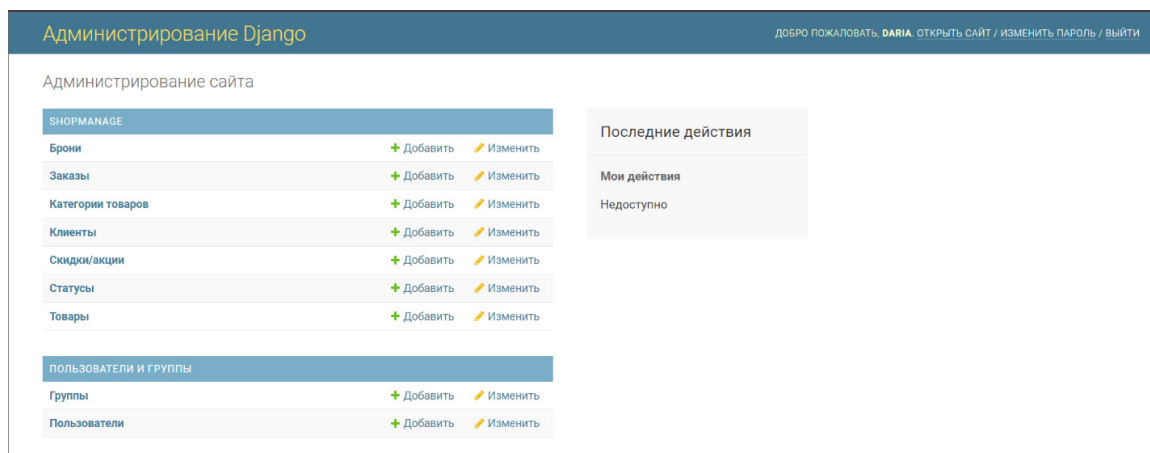 Администрирование Django
ДОБРО ПОЖАЛОВАТЬ, DARIA. ОТКРЫТЬ САЙТ / ИЗМЕНИТЬ ПАРОЛЬ / ВЫЙТИ
Администрирование сайта
SHOPMANAGE
Брони Добавить Изменить
Заказы Добавить Изменить
Категории товаров Добавить Изменить
Клиенты Добавить Изменить
Скидки/акции Добавить Изменить
Статусы Добавить Изменить
Товары Добавить Изменить
ПОЛЬЗОВАТЕЛИ И ГРУППЫ
Группы Добавить Изменить
Пользователи Добавить Изменить
Последние действия
Мои действия
Недоступно